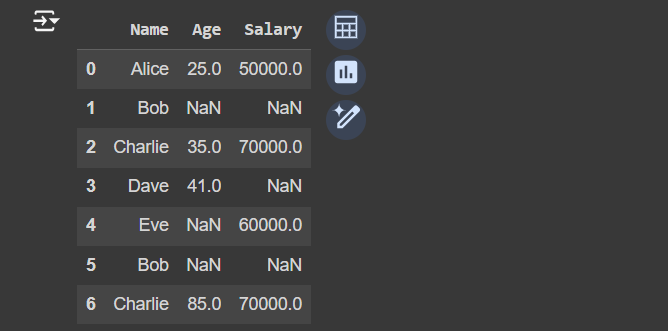 Name Age Salary
0 Alice 25.0 50000.0
1 Bob NaN NaN
2 Charlie 35.0 70000.0
3 Dave 41.0 NaN
4 Eve NaN 60000.0
5 Bob NaN NaN
6 Charlie 85.0 70000.0